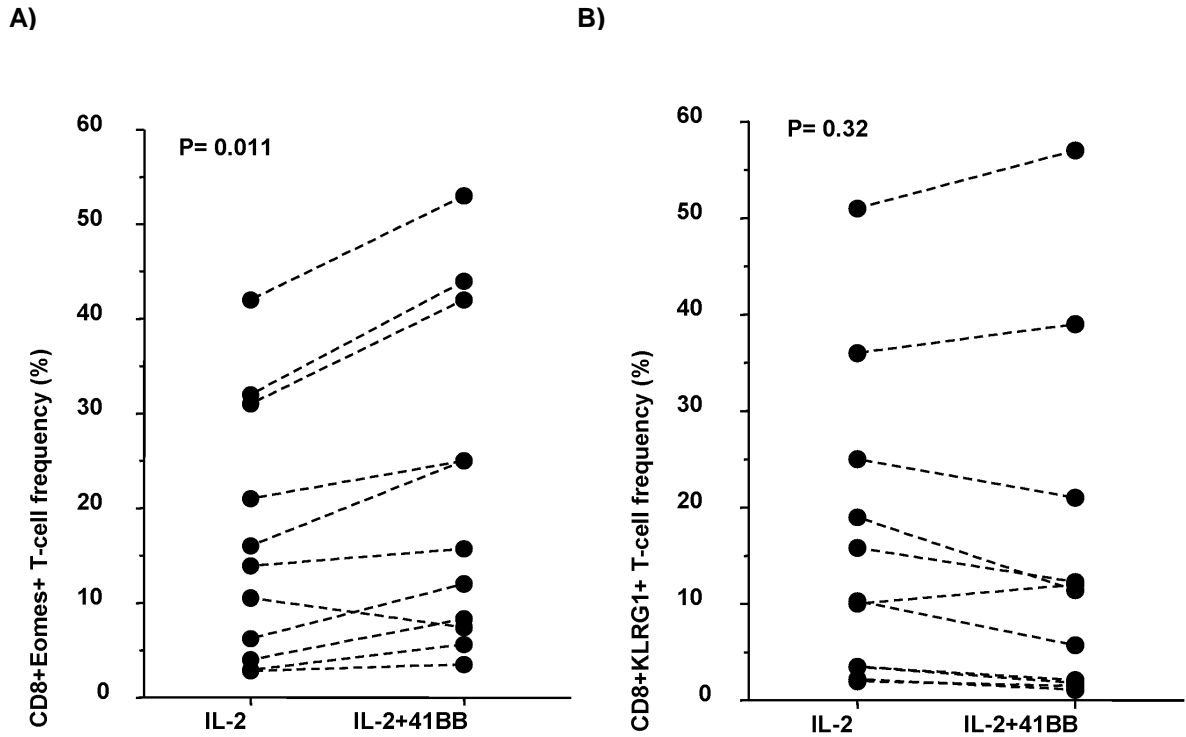 A)
CD8+Eomes+ T-cell frequency (%)
60
50
40
30
20
10
0
P= 0.011
IL-2
IL-2+41BB
B)
CD8+KLRG1+ T-cell frequency (%)
60
50
40
30
20
10
0
P= 0.32
IL-2
IL-2+41BB